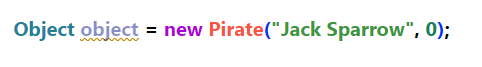 Object object = new Pirate("Jack Sparrow", 0);